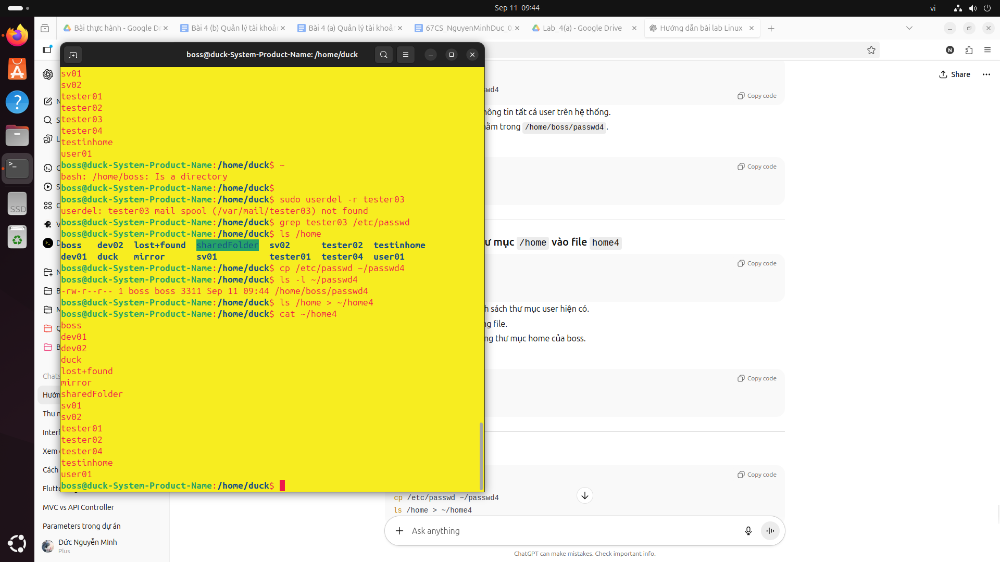 Sep 11 09:44
vi
Bài thực hành - Google Dr
Bài 4 (b) Quản lý tài khoản
Bài 4 (a) Quản lý tài khoản
67CS_NguyenMinhDuc_0
Lab_4(a) - Google Drive
Hướng dẫn bài lab Linux
boss@duck-System-Product-Name: /home/duck
N
Share
sv01
sv02
tester01
tester02
tester03
tester04
testinhome
user01
boss@duck-System-Product-Name:/home/duck$ ~
bash: /home/boss: Is a directory
boss@duck-System-Product-Name:/home/duck$
boss@duck-System-Product-Name:/home/duck$ sudo userdel -r tester03
userdel: tester03 mail spool (/var/mail/tester03) not found
boss@duck-System-Product-Name:/home/duck$ grep tester03 /etc/passwd
boss@duck-System-Product-Name:/home/duck$ ls /home
boss dev02 lost+found sharedFolder sv02 tester02 testinhome
dev01 duck mirror sv01 tester01 tester04 user01
boss@duck-System-Product-Name:/home/duck$ cp /etc/passwd ~/passwd4
boss@duck-System-Product-Name:/home/duck$ ls -l ~/passwd4
-rw-r--r-- 1 boss boss 3311 Sep 11 09:44 /home/boss/passwd4
boss@duck-System-Product-Name:/home/duck$ ls /home > ~/home4
boss@duck-System-Product-Name:/home/duck$ cat ~/home4
boss
dev01
dev02
duck
lost+found
mirror
sharedFolder
sv01
sv02
tester01
tester02
tester04
testinhome
user01
boss@duck-System-Product-Name:/home/duck$
swd4
Copy code
thông tin tất cả user trên hệ thống.
nằm trong /home/boss/passwd4.
Copy code
ư mục /home vào file home4
Copy code
h sách thư mục user hiện có.
ng file.
ng thư mục home của boss.
Copy code
Copy code
cp /etc/passwd ~/passwd4
ls /home > ~/home4
SSD
Chats
Hướn
Thu n
Interf
Xem
Cách
Flutte
MVC vs API Controller
Parameters trong dự án
Đức Nguyễn MInh
Plus
Ask anything
ChatGPT can make mistakes. Check important info.